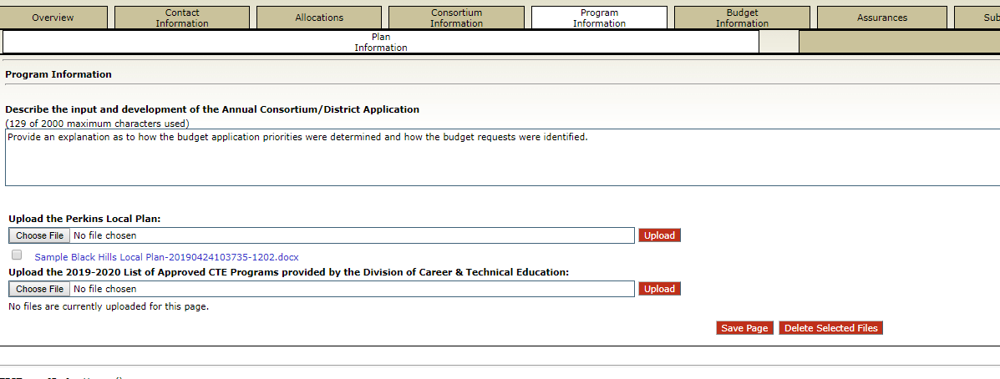 Overview
Contact
Information
Allocations
Consortium
Information
Program
Information
Budget
Information
Assurances
Sub
Plan
Information
Program Information
Describe the input and development of the Annual Consortium/District Application
(129 of 2000 maximum characters used)
Provide an explanation as to how the budget application priorities were determined and how the budget requests were identified.
Upload the Perkins Local Plan:
Choose File No file chosen Upload
Sample Black Hills Local Plan-20190424103735-1202.docx
Upload the 2019-2020 List of Approved CTE Programs provided by the Division of Career & Technical Education:
Choose File No file chosen Upload
No files are currently uploaded for this page.
Save Page Delete Selected Files